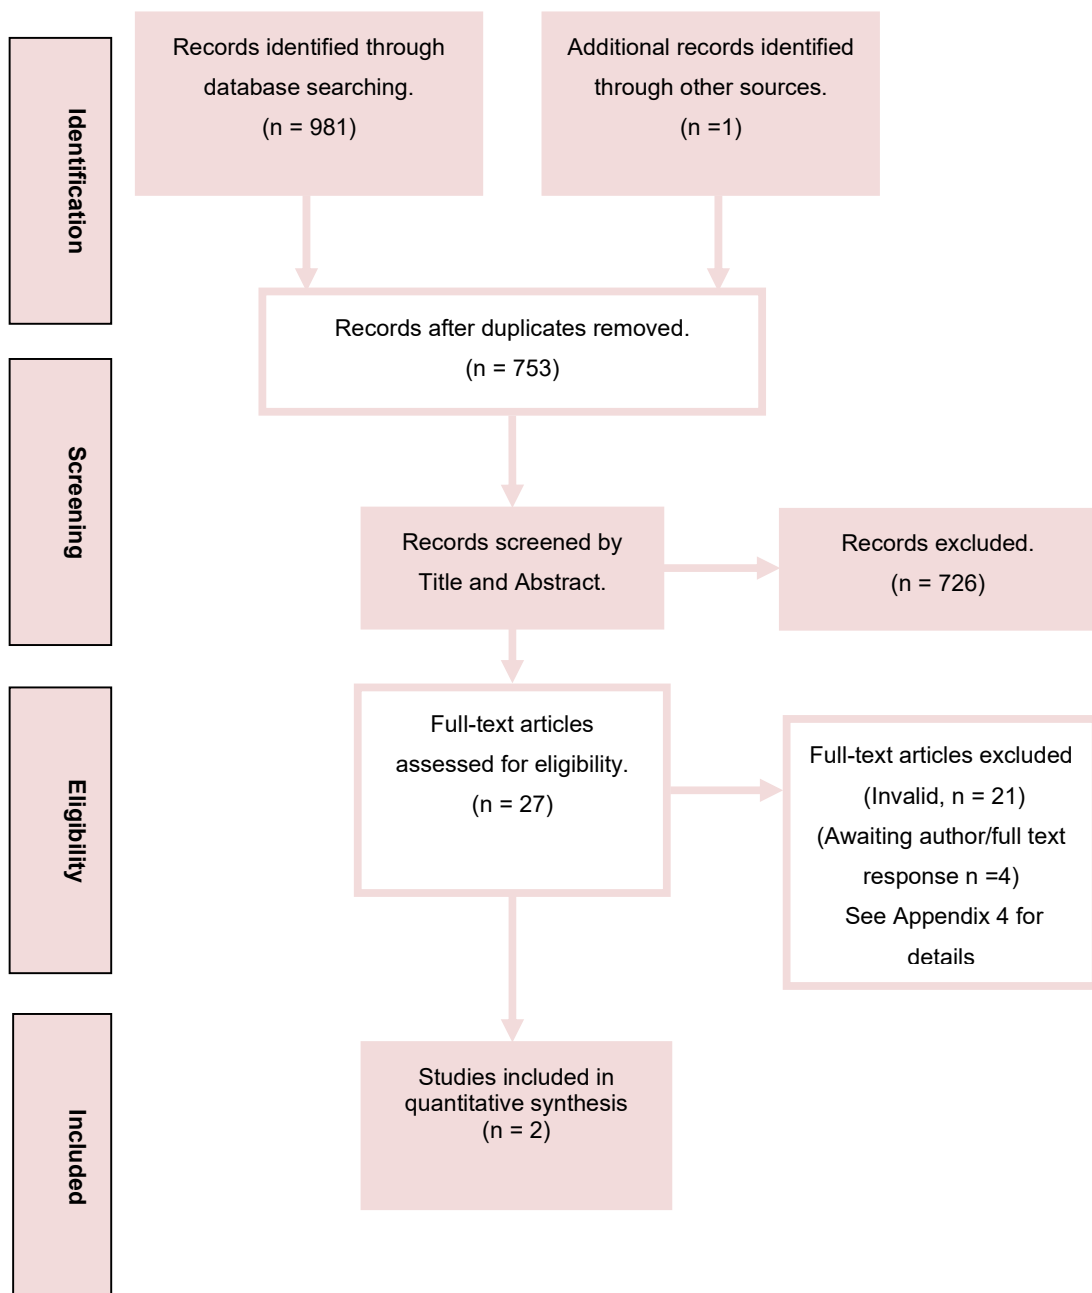 Identification
Records identified through
database searching.
(n = 981)
Additional records identified
through other sources.
(n =1)
Records after duplicates removed.
(n = 753)
Screening
Records screened by
Title and Abstract.
Records excluded.
(n = 726)
Eligibility
Full-text articles
assessed for eligibility.
(n = 27)
Full-text articles excluded
(Invalid, n = 21)
(Awaiting author/full text
response n =4)
See Appendix 4 for
details
Included
Studies included in
quantitative synthesis
(n = 2)